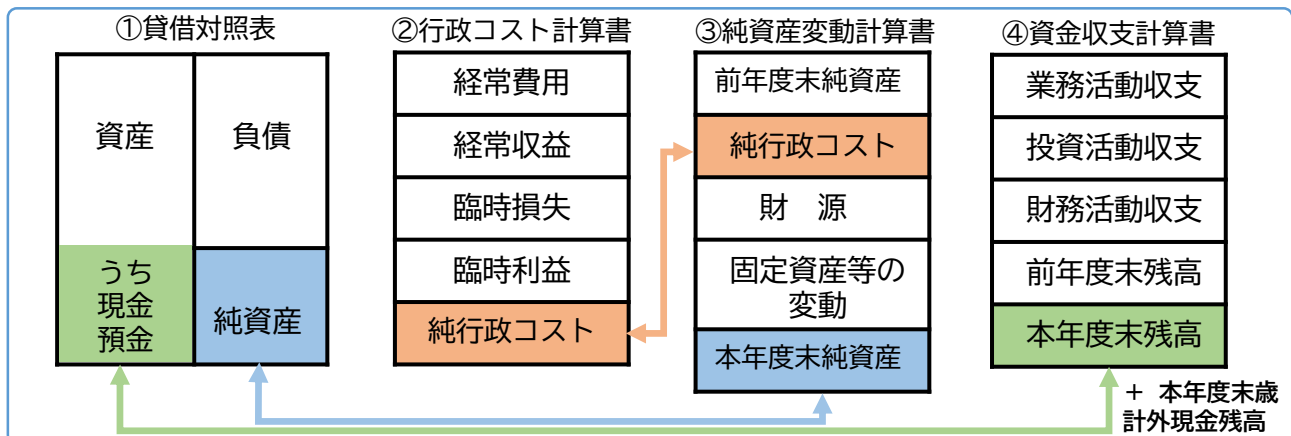 ①貸借対照表
資産
負債
うち
現金
預金
純資産
②行政コスト計算書
経常費用
経常収益
臨時損失
臨時利益
純行政コスト
③純資産変動計算書
前年度末純資産
純行政コスト
財　源
固定資産等の
変動
本年度末純資産
④資金収支計算書
業務活動収支
投資活動収支
財務活動収支
前年度末残高
本年度末残高
＋ 本年度末歳
計外現金残高